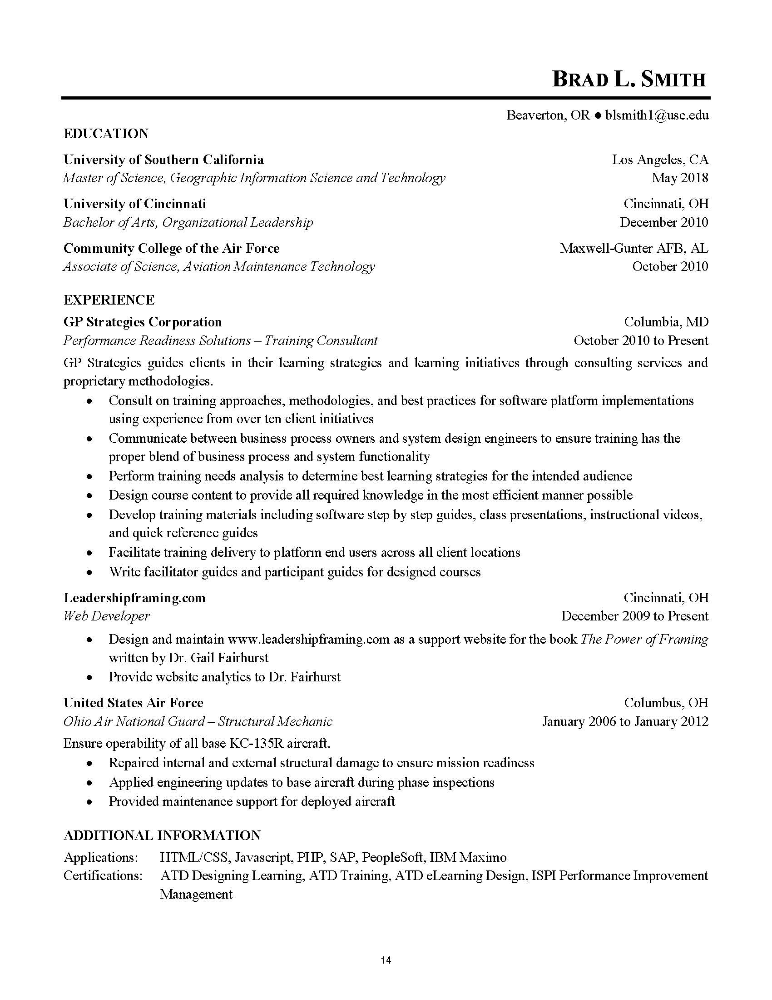 BRAD L. SMITH
Beaverton, OR ● blsmith1@usc.edu
EDUCATION
University of Southern California Los Angeles, CA
Master of Science, Geographic Information Science and Technology May 2018
University of Cincinnati Cincinnati, OH
Bachelor of Arts, Organizational Leadership December 2010
Community College of the Air Force Maxwell-Gunter AFB, AL
Associate of Science, Aviation Maintenance Technology October 2010
EXPERIENCE
GP Strategies Corporation Columbia, MD
Performance Readiness Solutions – Training Consultant October 2010 to Present
GP Strategies guides clients in their learning strategies and learning initiatives through consulting services and
proprietary methodologies.
• Consult on training approaches, methodologies, and best practices for software platform implementations
using experience from over ten client initiatives
• Communicate between business process owners and system design engineers to ensure training has the
proper blend of business process and system functionality
• Perform training needs analysis to determine best learning strategies for the intended audience
• Design course content to provide all required knowledge in the most efficient manner possible
• Develop training materials including software step by step guides, class presentations, instructional videos,
and quick reference guides
• Facilitate training delivery to platform end users across all client locations
• Write facilitator guides and participant guides for designed courses
Leadershipframing.com Cincinnati, OH
Web Developer December 2009 to Present
• Design and maintain www.leadershipframing.com as a support website for the book The Power of Framing
written by Dr. Gail Fairhurst
• Provide website analytics to Dr. Fairhurst
United States Air Force Columbus, OH
Ohio Air National Guard – Structural Mechanic January 2006 to January 2012
Ensure operability of all base KC-135R aircraft.
• Repaired internal and external structural damage to ensure mission readiness
• Applied engineering updates to base aircraft during phase inspections
• Provided maintenance support for deployed aircraft
ADDITIONAL INFORMATION
Applications: HTML/CSS, Javascript, PHP, SAP, PeopleSoft, IBM Maximo
Certifications: ATD Designing Learning, ATD Training, ATD eLearning Design, ISPI Performance Improvement
Management
14